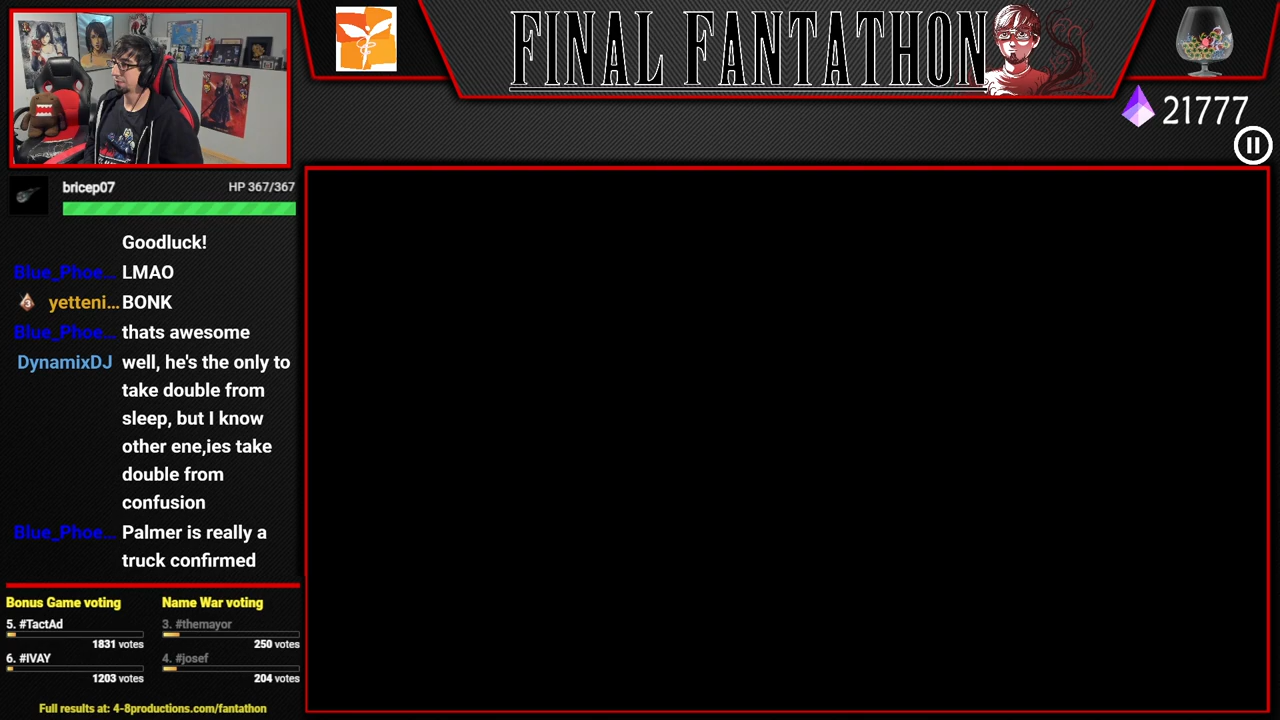 FINAL FANTATHON
21777
bricep07 HP 367/367
Goodluck!
Blue_Phoe... LMAO
3 yetteni... BONK
Blue_Phoe... thats awesome
DynamixDJ well, he's the only to
take double from
sleep, but I know
other ene,ies take
double from
confusion
Blue_Phoe... Palmer is really a
truck confirmed
Bonus Game voting
5. #TactAd
1831 votes
6. #IVAY
1203 votes
Name War voting
3. #themayor
250 votes
4. #josef
204 votes
Full results at: 4-8productions.com/fantathon